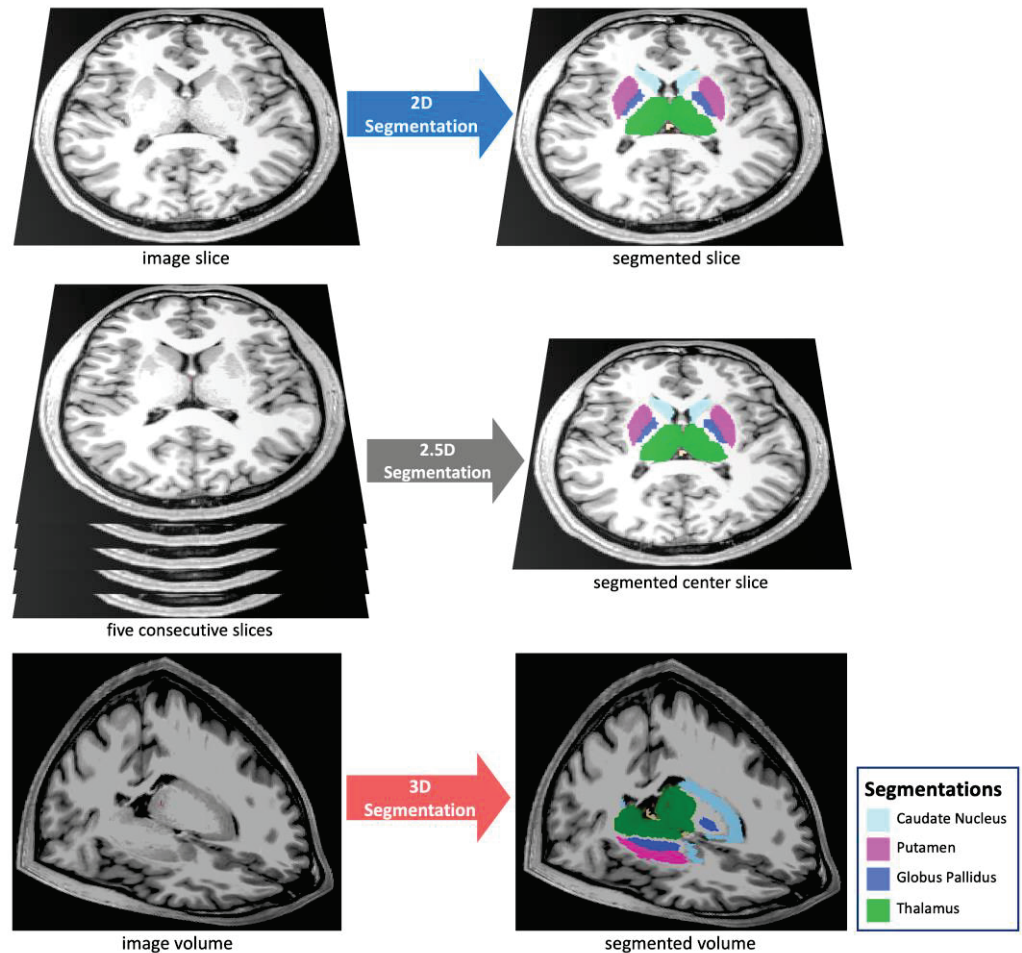 2D
Segmentation
image slice
segmented slice
2.5D
Segmentation
five consecutive slices
segmented center slice
3D
Segmentation
image volume
segmented volume
Segmentations
Caudate Nucleus
Putamen
Globus Pallidus
Thalamus